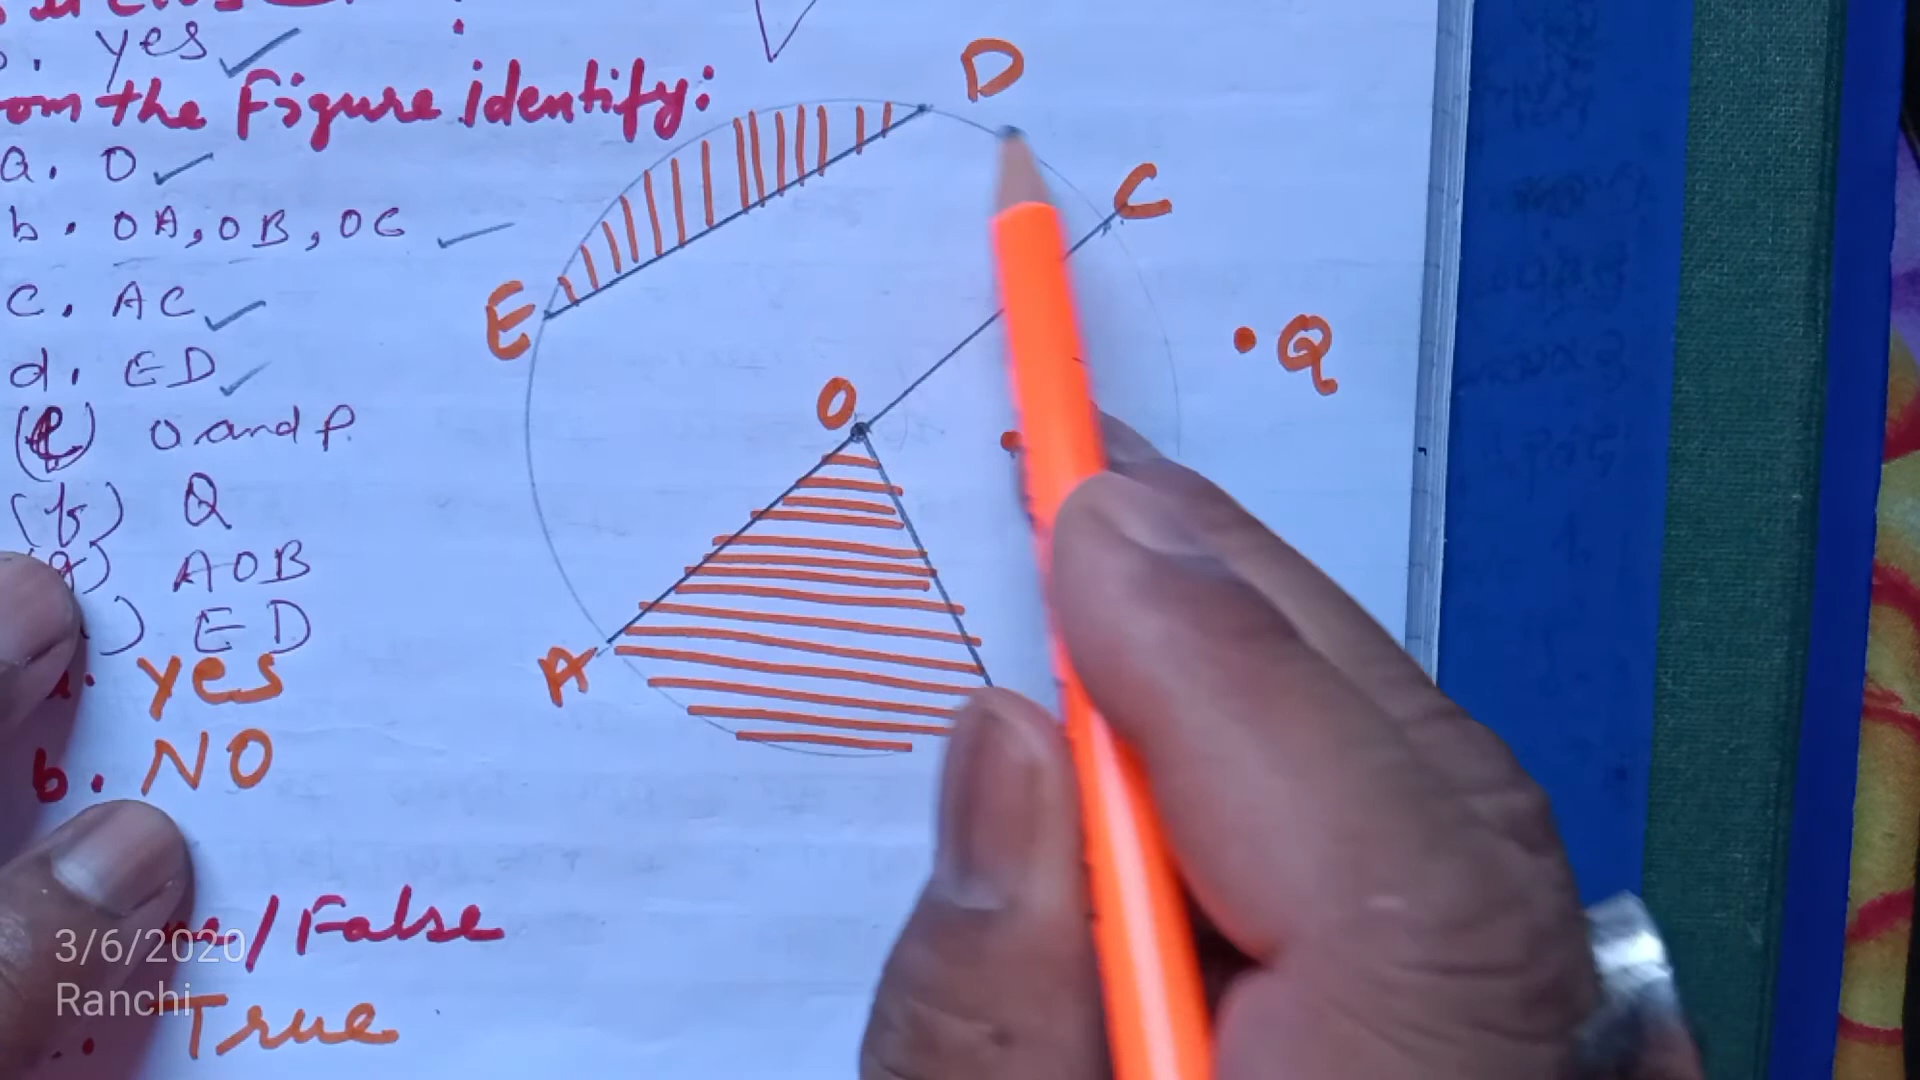 yes ✓
om the Figure identify:
a. O ✓
b. OA, OB, OC ✓
c. AC ✓
d. ED ✓
(e) O and P
(f) Q
g) AOB
) ED
yes
b. NO
/False
True
D
C
E
Q
O
A
3/6/2020
Ranchi